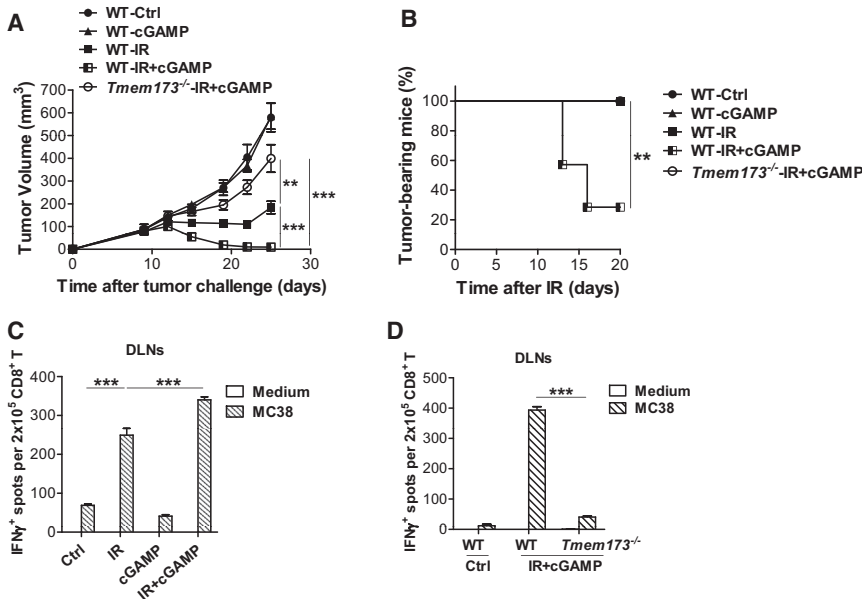 A
WT-Ctrl
WT-cGAMP
WT-IR
WT-IR+cGAMP
Tmem173-/--IR+cGAMP
Tumor Volume (mm3)
700
600
500
400
300
200
100
0
0 10 20 30
Time after tumor challenge (days)
**
***
***
B
Tumor-bearing mice (%)
100
80
60
40
20
0
0 5 10 15 20
Time after IR (days)
**
WT-Ctrl
WT-cGAMP
WT-IR
WT-IR+cGAMP
Tmem173-/--IR+cGAMP
C
DLNs
IFNγ+ spots per 2x10^5 CD8+ T
400
300
200
100
0
*** ***
Medium
MC38
Ctrl IR cGAMP IR+cGAMP
D
DLNs
IFNγ+ spots per 2x10^5 CD8+ T
500
400
300
200
100
0
***
Medium
MC38
WT WT Tmem173-/-
Ctrl IR+cGAMP